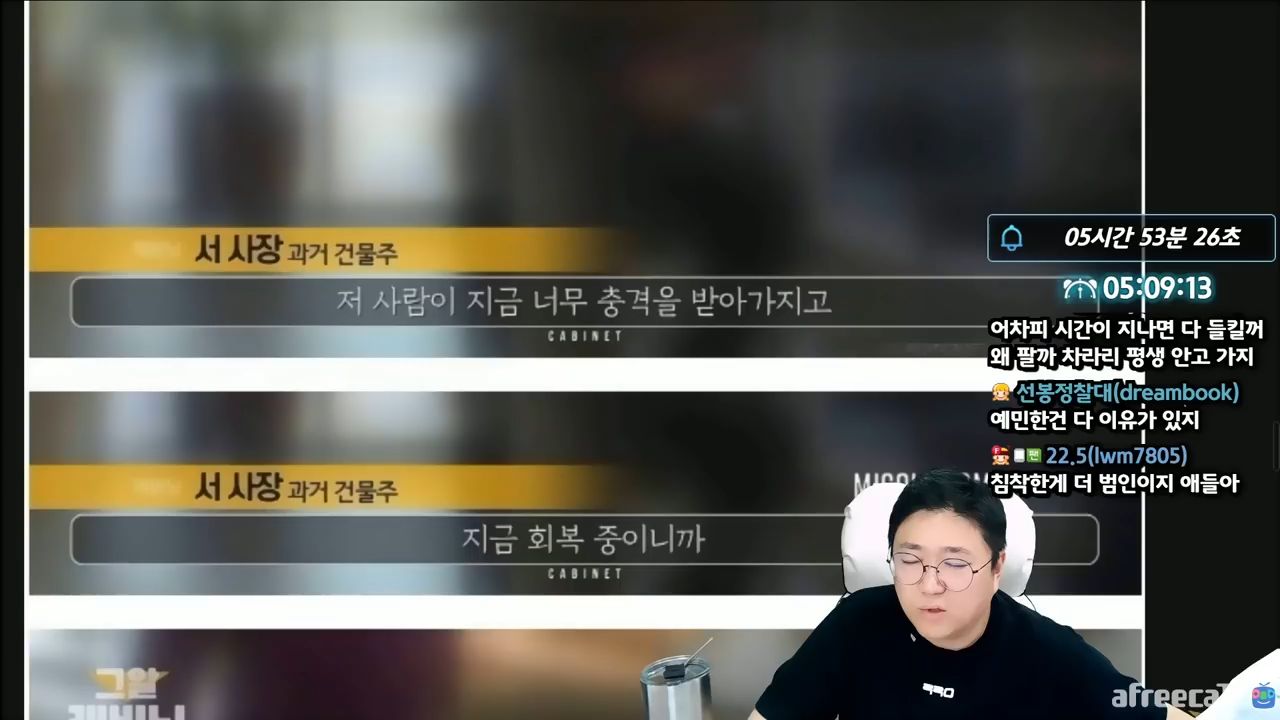 서 사장 과거 건물주
저 사람이 지금 너무 충격을 받아가지고
CABINET
서 사장 과거 건물주
지금 회복 중이니까
CABINET
그알
05시간 53분 26초
05:09:13
어차피 시간이 지나면 다 들킬꺼
왜 팔까 차라리 평생 안고 가지
선봉정찰대(dreambook)
예민한건 다 이유가 있지
팬 22.5(lwm7805)
침착한게 더 범인이지 애들아
afreeca